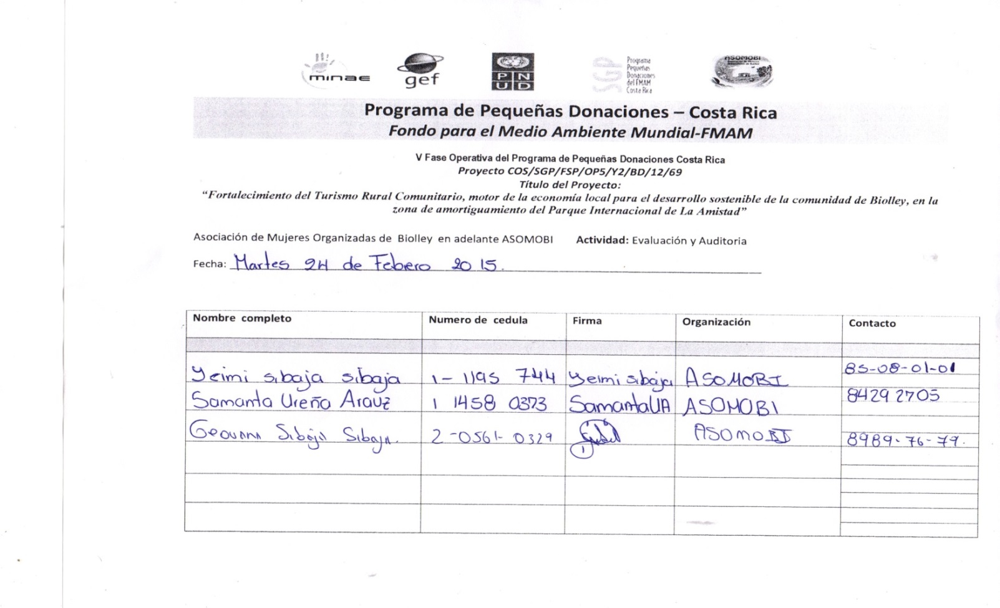 minae
gef
PN
UD
SGP
Programa
Pequeñas
Donaciones
del FMAM
Costa Rica
ASOMOBI
Programa de Pequeñas Donaciones – Costa Rica
Fondo para el Medio Ambiente Mundial-FMAM
V Fase Operativa del Programa de Pequeñas Donaciones Costa Rica
Proyecto COS/SGP/FSP/OP5/Y2/BD/12/69
Título del Proyecto:
“Fortalecimiento del Turismo Rural Comunitario, motor de la economía local para el desarrollo sostenible de la comunidad de Biolley, en la
zona de amortiguamiento del Parque Internacional de La Amistad”
Asociación de Mujeres Organizadas de Biolley en adelante ASOMOBI Actividad: Evaluación y Auditoria
Fecha: Martes 24 de Febero 2015.
Nombre completo Numero de cedula Firma Organización Contacto
Yeimi sibaja sibaja 1- 1195 744 Yeimi sibaja ASOMOBI 85-08-01-01
Samanta Ureña Arauz 1 1458 0373 SamantaUA ASOMOBI 8429 2705
Geovana Sibaja Sibaja 2-0561-0329 ASOMOBI 8989-76-79.